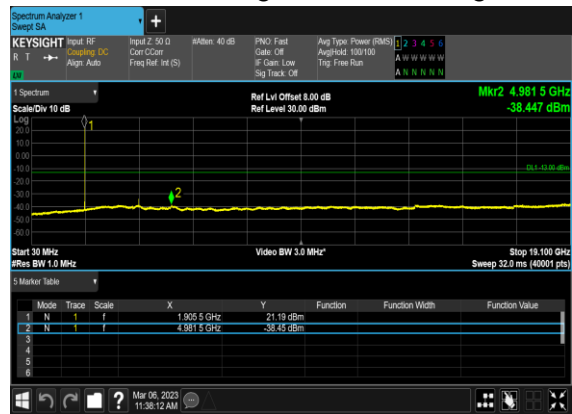 Spectrum Analyzer 1
Swept SA
+
KEYSIGHT Input: RF Input Z: 50 Ω #Atten: 40 dB PNO: Fast Avg Type: Power (RMS) 1 2 3 4 5 6
R T Coupling: DC Corr CCorr Gate: Off Avg|Hold: 100/100 A W W W W W
Align: Auto Freq Ref: Int (S) IF Gain: Low Trig: Free Run
LW Sig Track: Off A N N N N N
1 Spectrum Ref Lvl Offset 8.00 dB Mkr2 4.981 5 GHz
Scale/Div 10 dB Ref Level 30.00 dBm -38.447 dBm
Log
20.0
10.0
0.00
-10.0
-20.0
-30.0
-40.0
-50.0
-60.0
1
2
DL1 -13.00 dBm
Start 30 MHz Video BW 3.0 MHz* Stop 19.100 GHz
#Res BW 1.0 MHz Sweep 32.0 ms (40001 pts)
5 Marker Table
Mode Trace Scale X Y Function Function Width Function Value
1 N 1 f 1.905 5 GHz 21.19 dBm
2 N 1 f 4.981 5 GHz -38.45 dBm
3
4
5
6
? Mar 06, 2023
11:38:12 AM